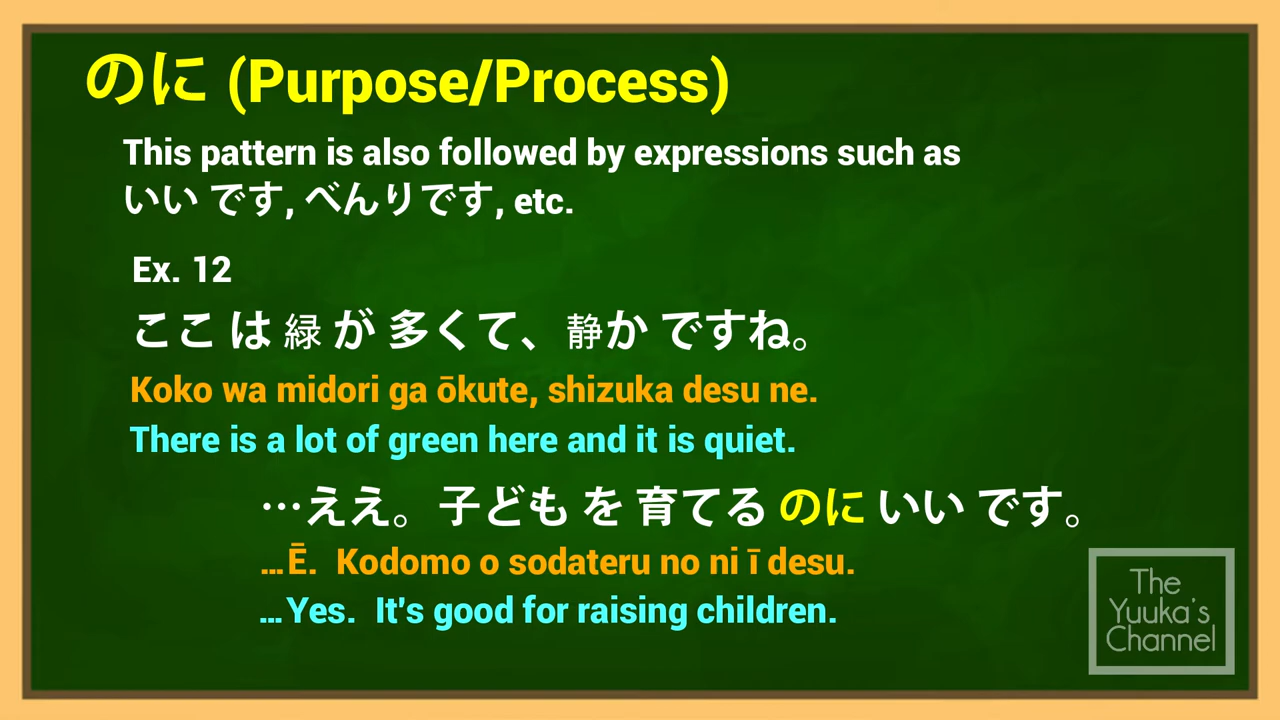 のに (Purpose/Process)
This pattern is also followed by expressions such as
いい です, べんりです, etc.
Ex. 12
ここ は 緑 が 多くて、静か ですね。
Koko wa midori ga ōkute, shizuka desu ne.
There is a lot of green here and it is quiet.
…ええ。子ども を 育てる のに いい です。
...Ē. Kodomo o sodateru no ni ī desu.
...Yes. It's good for raising children.
The
Yuuka's
Channel